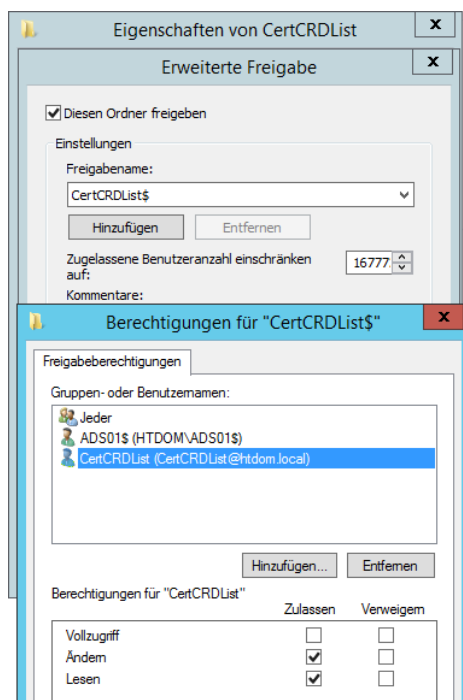 Eigenschaften von CertCRDList
x
Erweiterte Freigabe
x
Diesen Ordner freigeben
Einstellungen
Freigabename:
CertCRDList$
Hinzufügen Entfernen
Zugelassene Benutzeranzahl einschränken auf: 16777
Kommentare:
Berechtigungen für "CertCRDList$"
x
Freigabeberechtigungen
Gruppen- oder Benutzernamen:
Jeder
ADS01$ (HTDOM\ADS01$)
CertCRDList (CertCRDList@htdom.local)
Hinzufügen... Entfernen
Berechtigungen für "CertCRDList"
Zulassen Verweigern
Vollzugriff
Ändern
Lesen